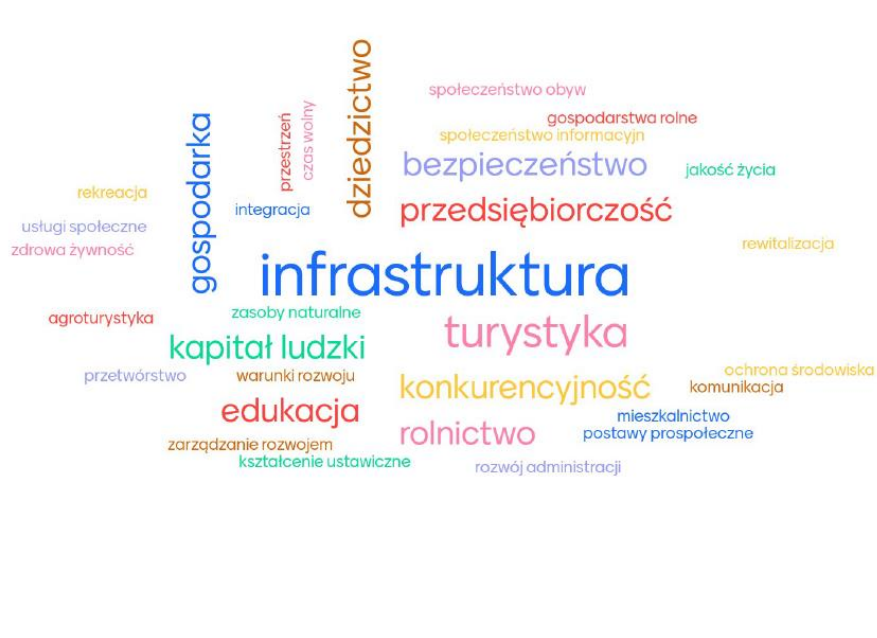 dziedzictwo
społeczeństwo obyw
gospodarka
przestrzeń
czas wolny
gospodarstwa rolne
społeczeństwo informacyjn
bezpieczeństwo
jakość życia
rekreacja
integracja
przedsiębiorczość
usługi społeczne
zdrowa żywność
rewitalizacja
infrastruktura
agroturystyka
zasoby naturalne
turystyka
kapitał ludzki
przetwórstwo
warunki rozwoju
konkurencyjność
ochrona środowiska
komunikacja
edukacja
mieszkalnictwo
rolnictwo
postawy prospołeczne
zarządzanie rozwojem
kształcenie ustawiczne
rozwój administracji